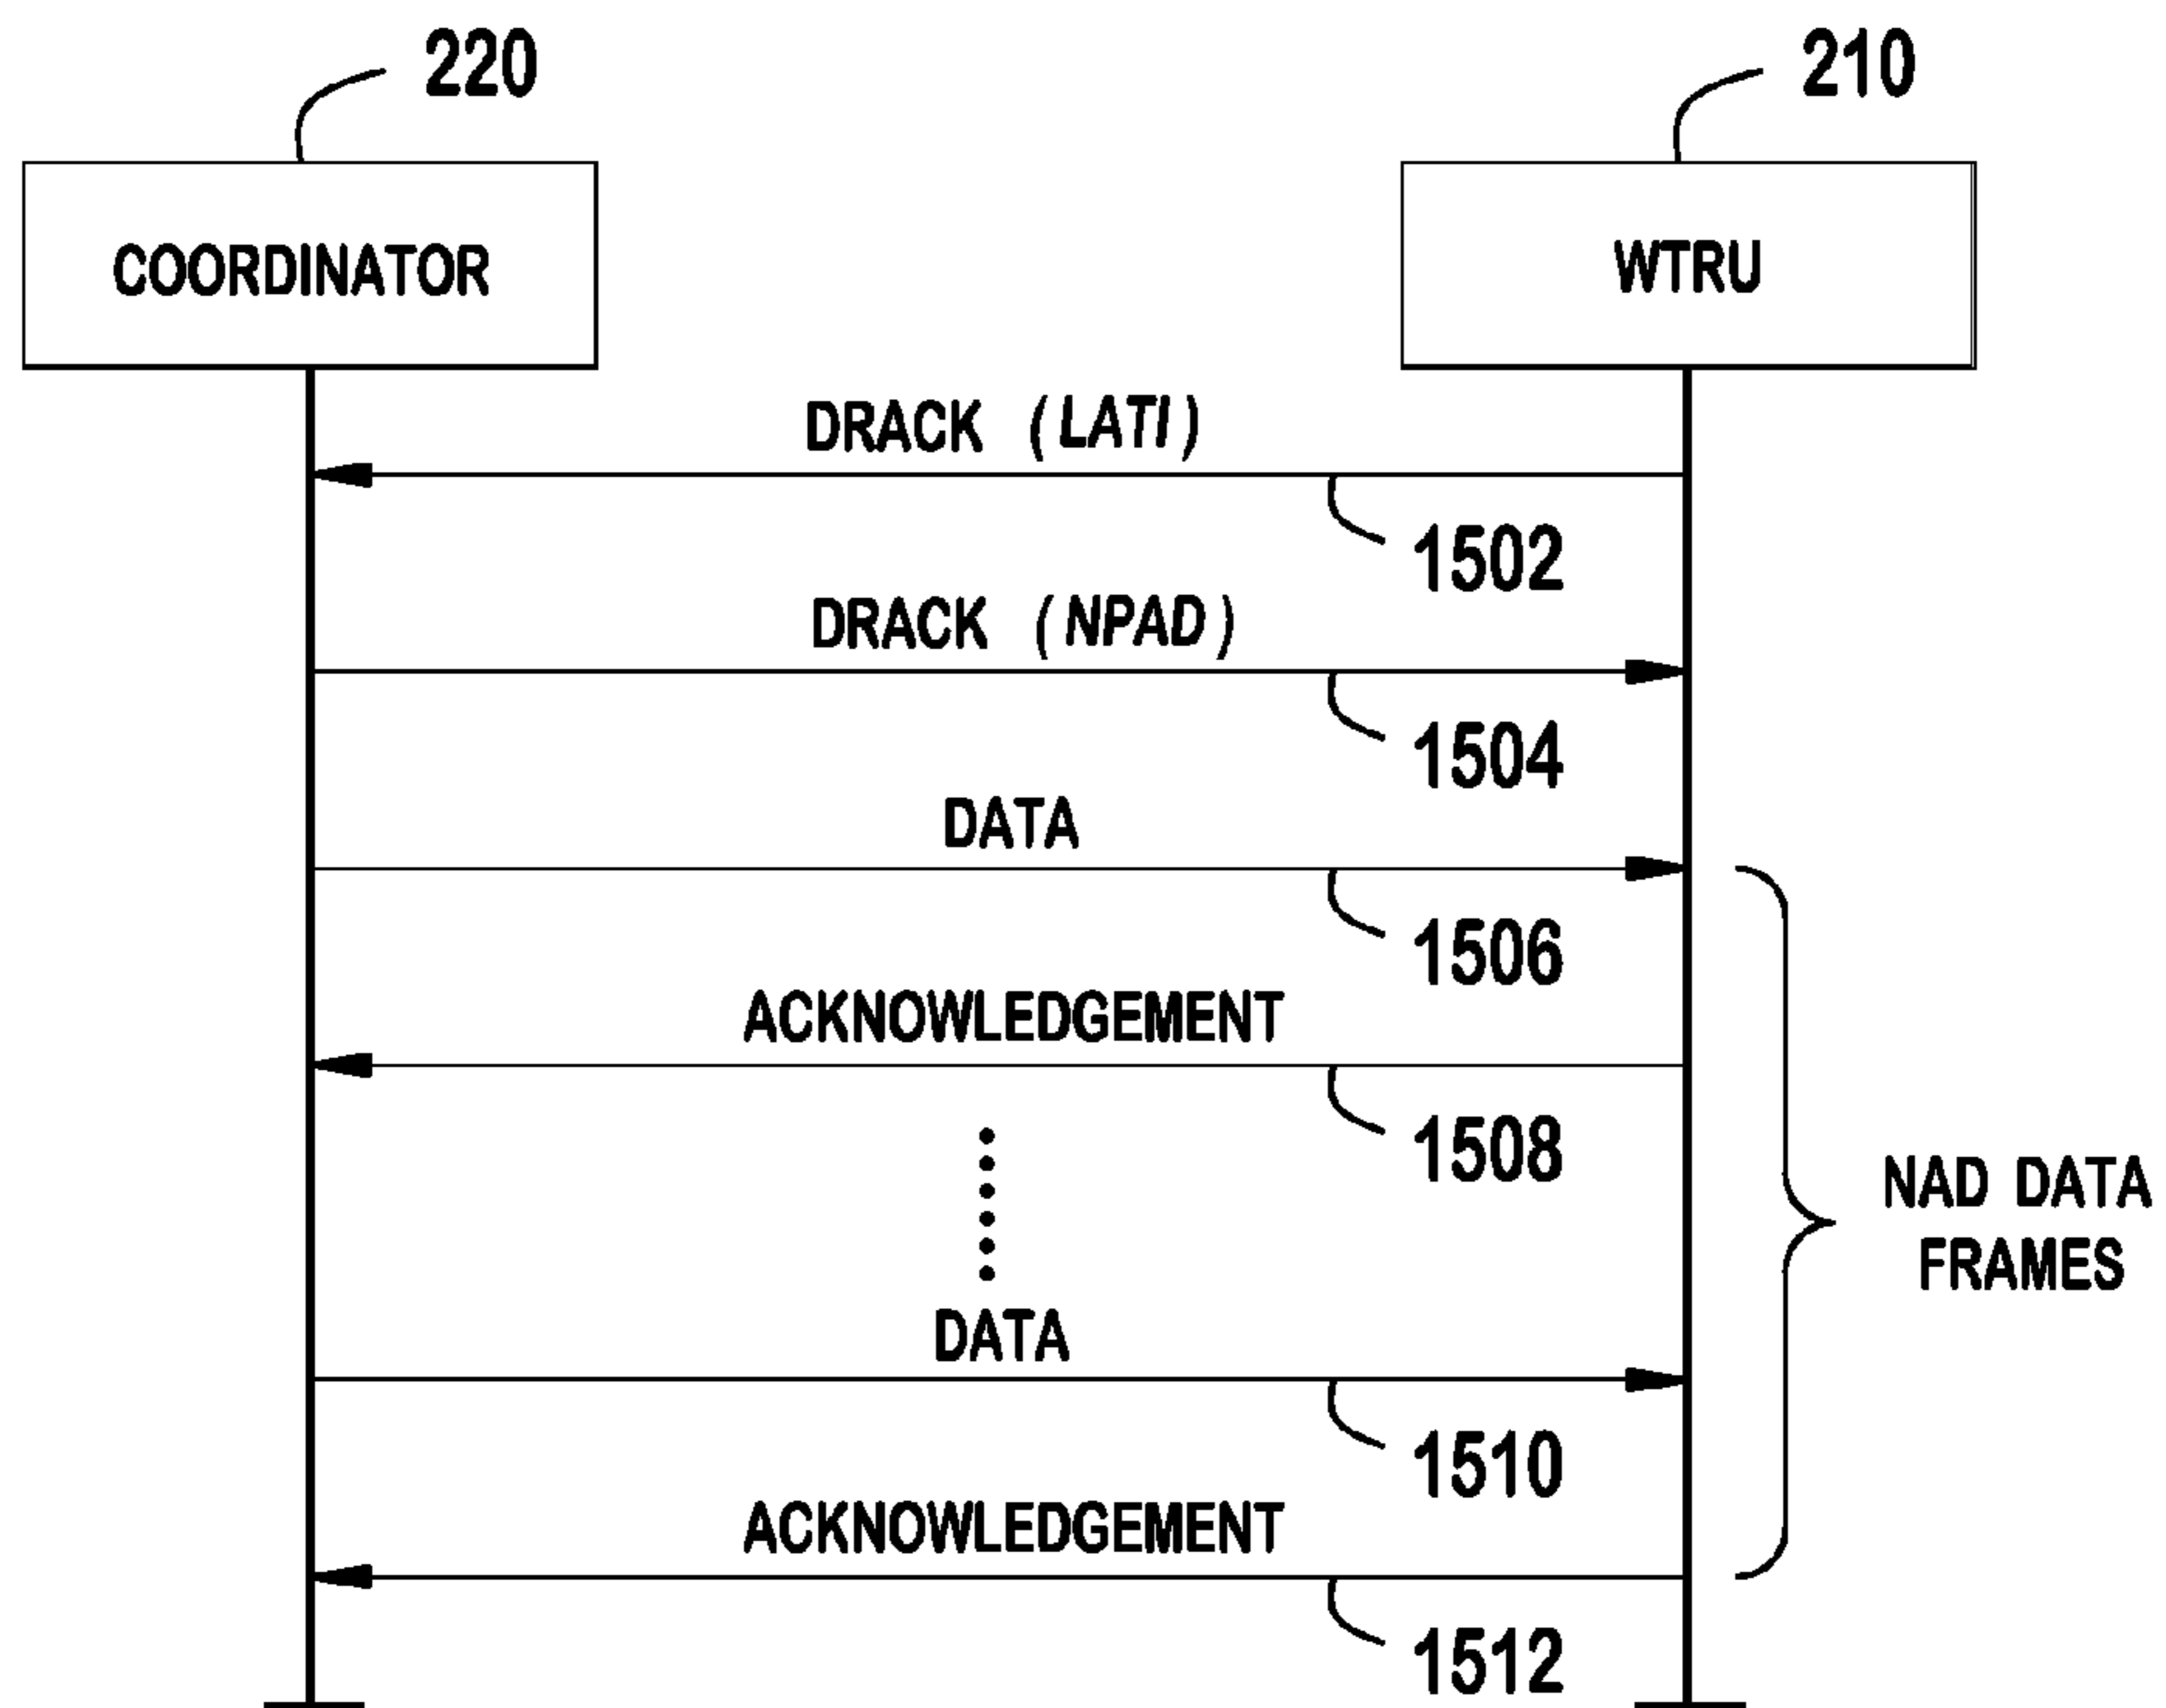 220
210
COORDINATOR
WTRU
DRACK (LATI)
1502
DRACK (NPAD)
1504
DATA
1506
ACKNOWLEDGEMENT
1508
NAD DATA
FRAMES
DATA
1510
ACKNOWLEDGEMENT
1512